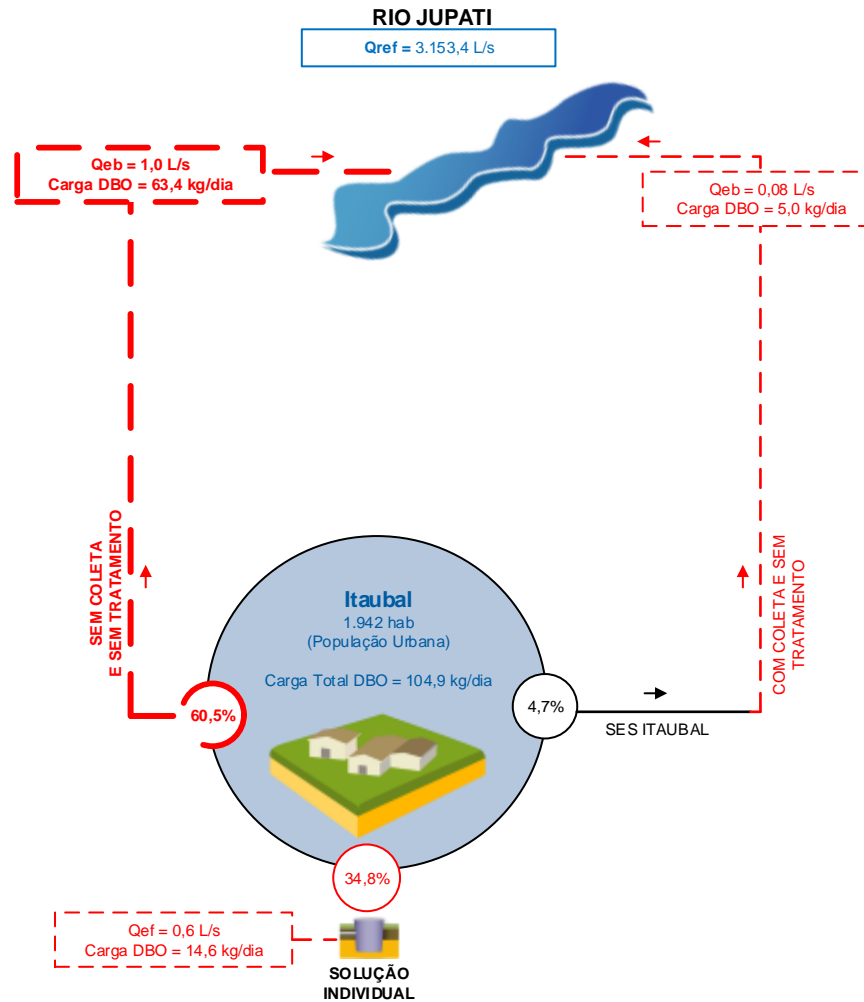 RIO JUPATI
Qref = 3.153,4 L/s
Qeb = 1,0 L/s
Carga DBO = 63,4 kg/dia
Qeb = 0,08 L/s
Carga DBO = 5,0 kg/dia
SEM COLETA
E SEM TRATAMENTO
COM COLETA E SEM
TRATAMENTO
Itaubal
1.942 hab
(População Urbana)
Carga Total DBO = 104,9 kg/dia
60,5%
4,7%
SES ITAUBAL
34,8%
Qef = 0,6 L/s
Carga DBO = 14,6 kg/dia
SOLUÇÃO
INDIVIDUAL